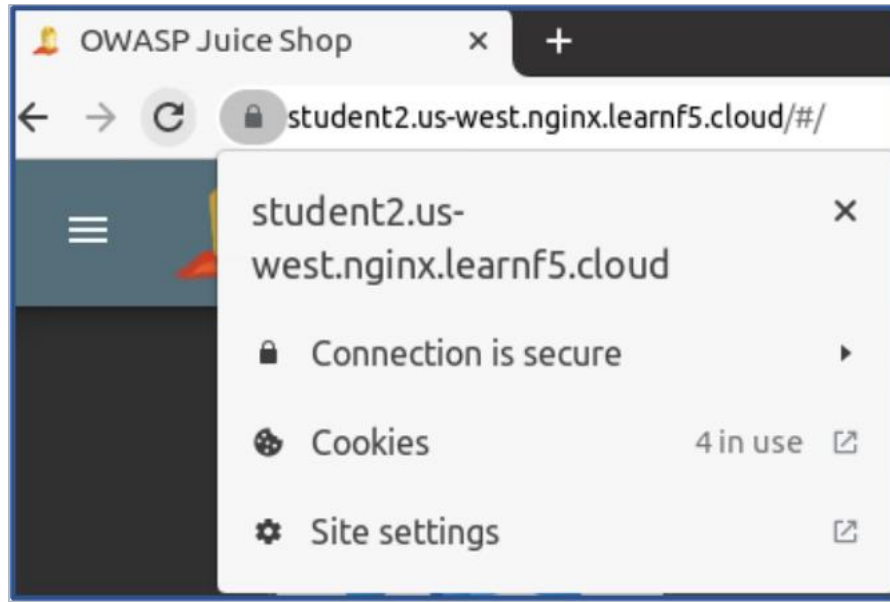 OWASP Juice Shop
student2.us-west.nginx.learnf5.cloud/#/
student2.us-
west.nginx.learnf5.cloud
Connection is secure
Cookies 4 in use
Site settings